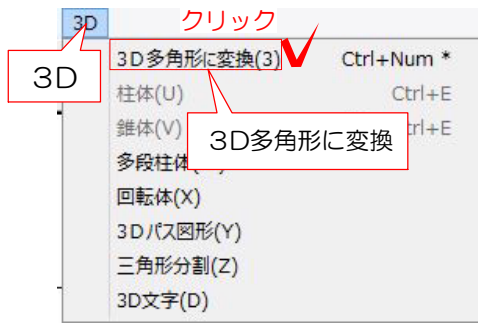 3D
クリック
3D多角形に変換(3) Ctrl+Num *
3D
柱体(U) Ctrl+E
錐体(V) trl+E
3D多角形に変換
多段柱体
回転体(X)
3Dパス図形(Y)
三角形分割(Z)
3D文字(D)